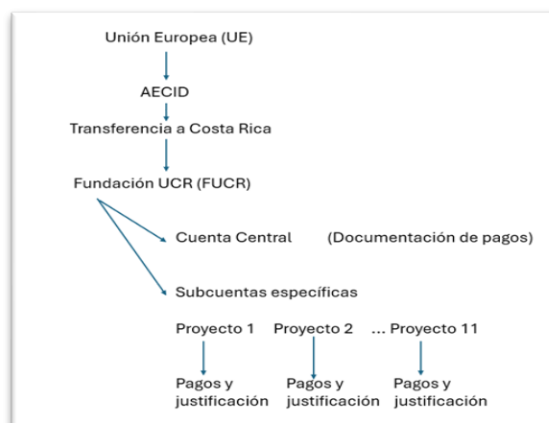 Unión Europea (UE)
AECID
Transferencia a Costa Rica
Fundación UCR (FUCR)
Cuenta Central (Documentación de pagos)
Subcuentas específicas
Proyecto 1 Proyecto 2 ... Proyecto 11
Pagos y Pagos y Pagos y
justificación justificación justificación